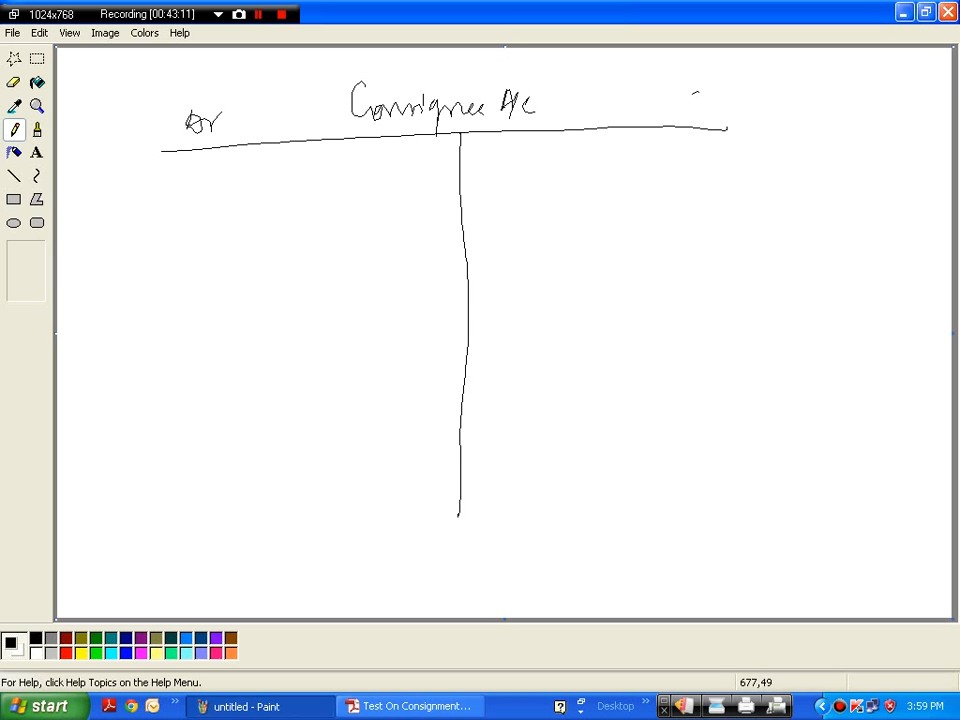 1024x768 Recording [00:43:11]
File Edit View Image Colors Help
Consignee A/c
Dr
For Help, click Help Topics on the Help Menu. 677,49
start » untitled - Paint Test On Consignment... ? Desktop » 3:59 PM